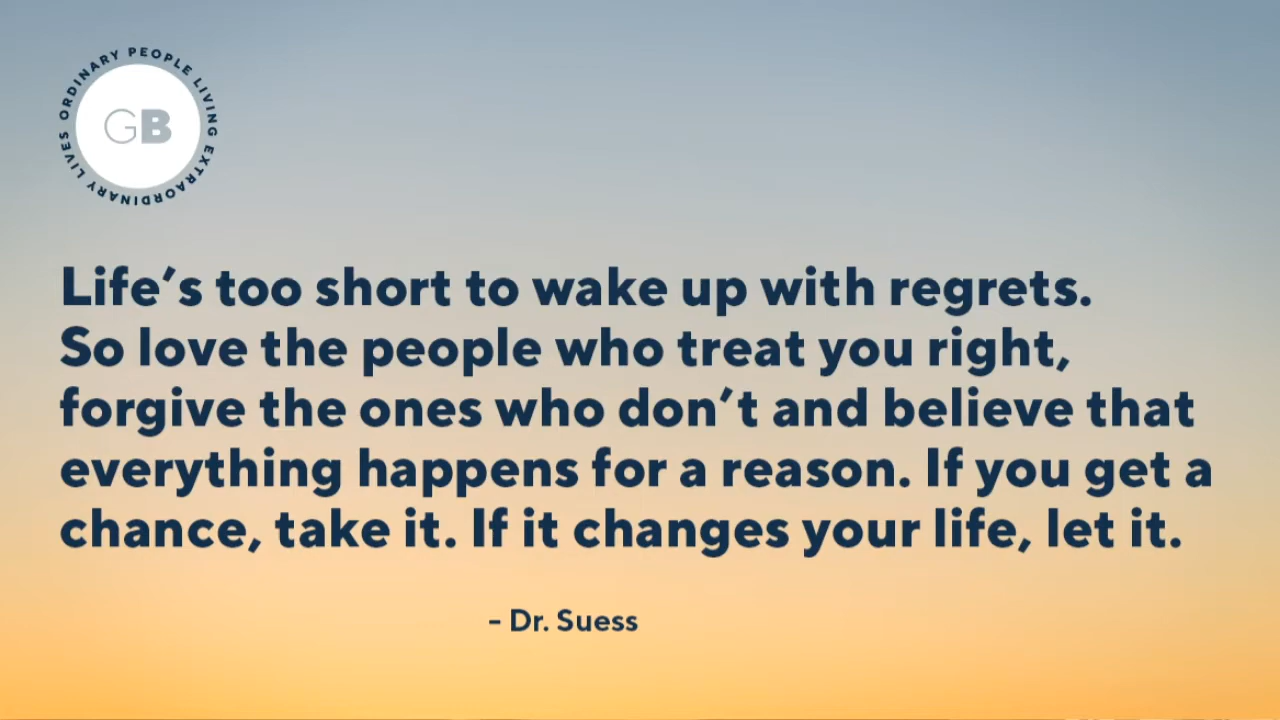 ORDINARY PEOPLE LIVING EXTRAORDINARY LIVES
GB
Life’s too short to wake up with regrets.
So love the people who treat you right,
forgive the ones who don’t and believe that
everything happens for a reason. If you get a
chance, take it. If it changes your life, let it.
- Dr. Suess